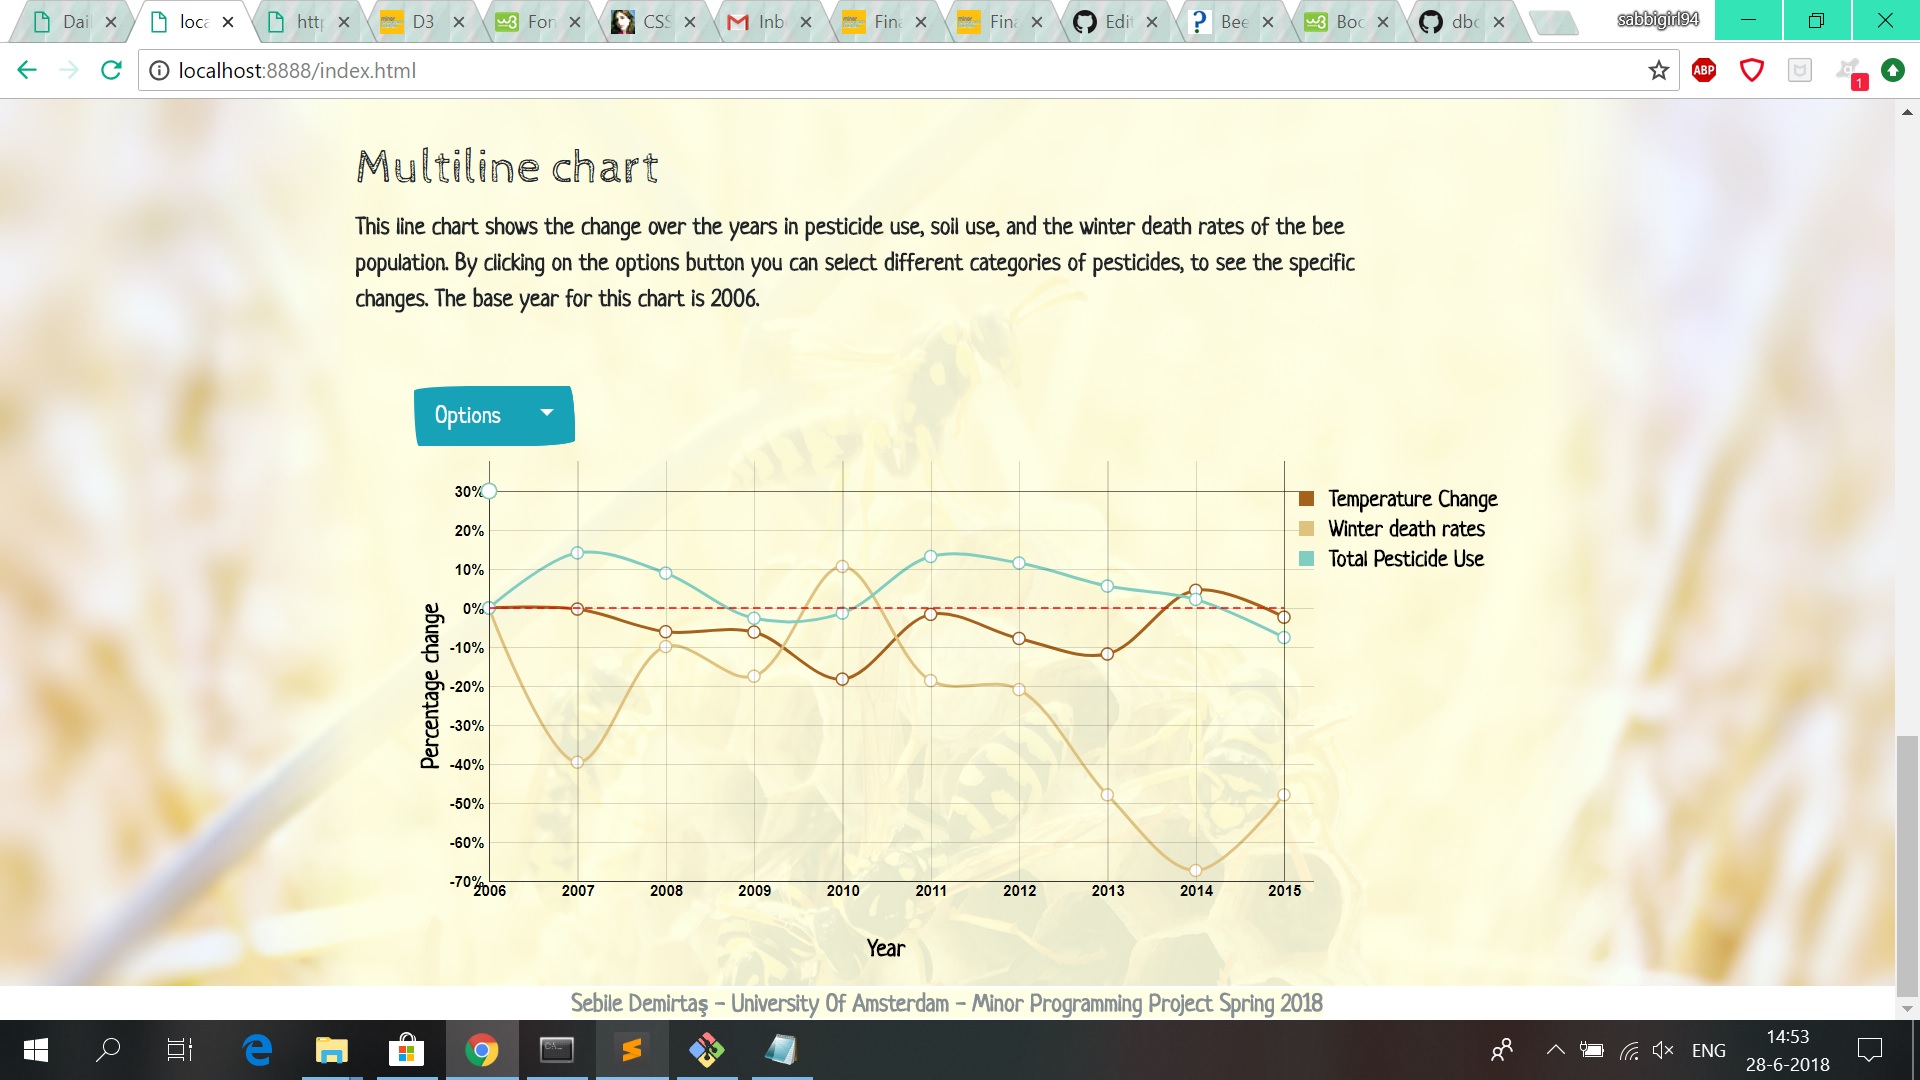 Dail
loca
http
D3
Fon
CSS
Inb
Fina
Fina
Edit
Bee
Boo
dbc
sabbigirl94
localhost:8888/index.html
ABP
1
Multiline chart
This line chart shows the change over the years in pesticide use, soil use, and the winter death rates of the bee
population. By clicking on the options button you can select different categories of pesticides, to see the specific
changes. The base year for this chart is 2006.
Options
30%
20%
10%
0%
-10%
-20%
-30%
-40%
-50%
-60%
-70%
Percentage change
Temperature Change
Winter death rates
Total Pesticide Use
2006 2007 2008 2009 2010 2011 2012 2013 2014 2015
Year
Sebile Demirtaş - University Of Amsterdam - Minor Programming Project Spring 2018
ENG
14:53
28-6-2018